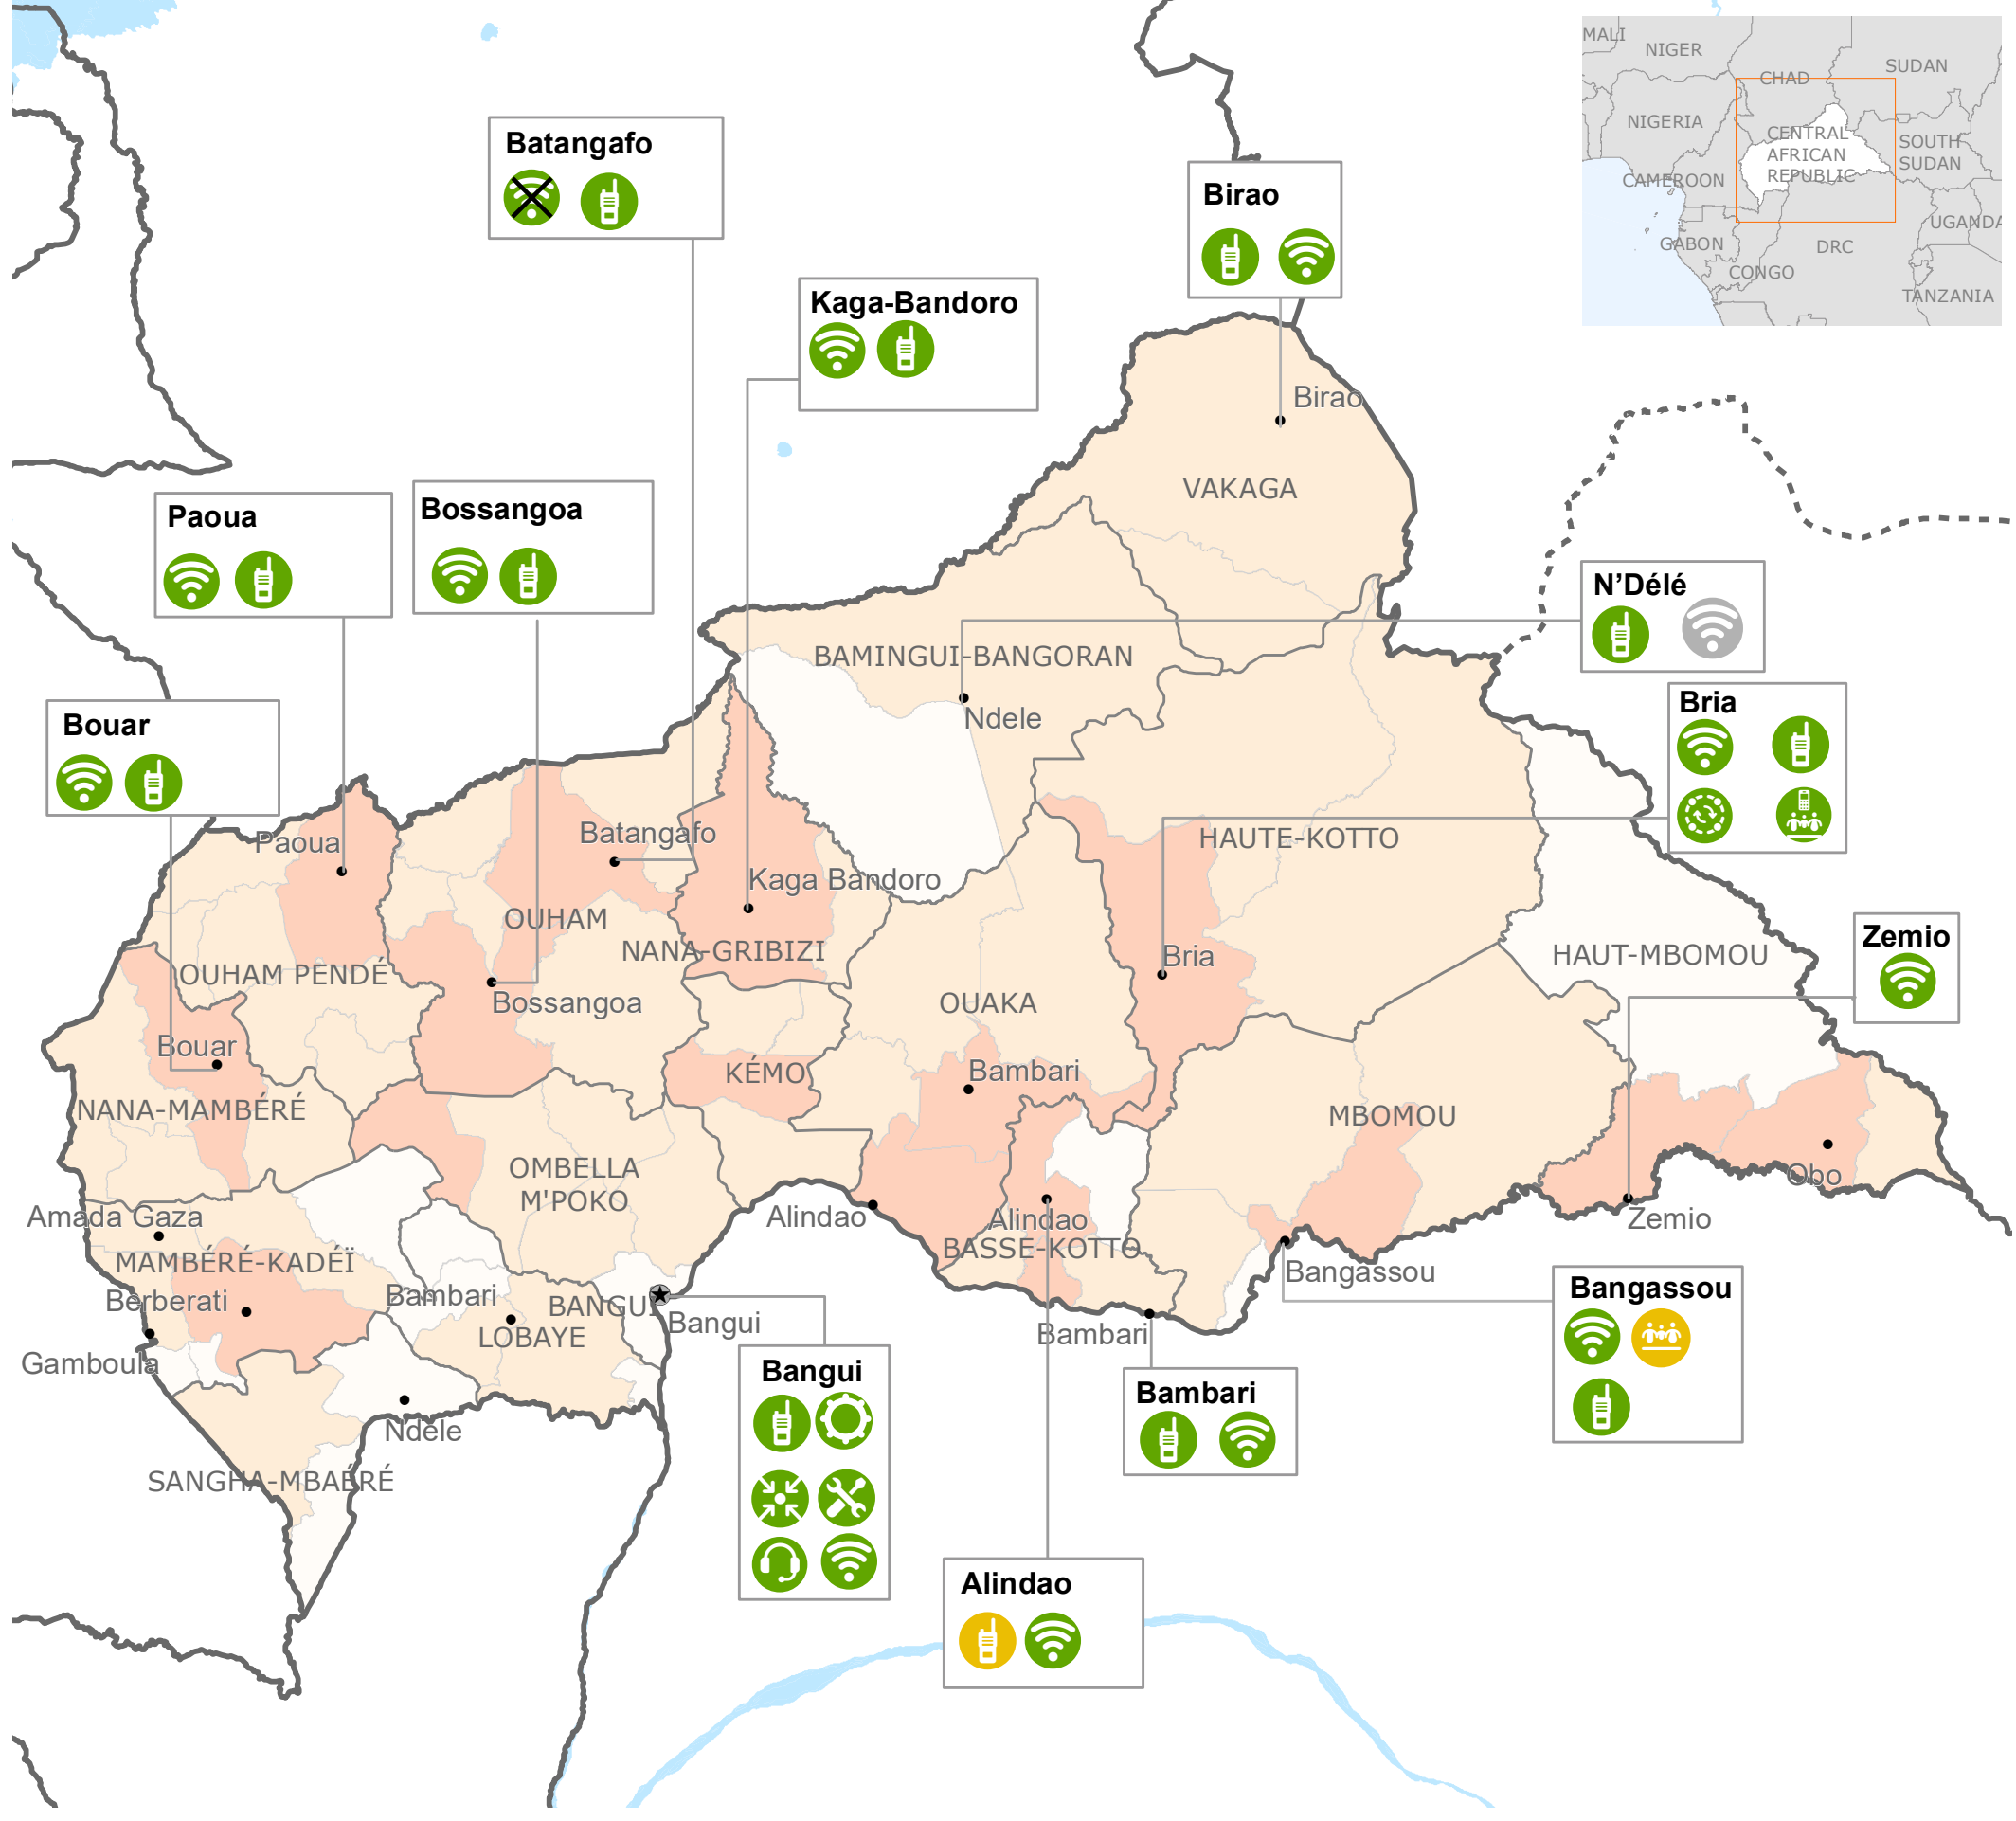 MALI
NIGER
CHAD
SUDAN
NIGERIA
CENTRAL
AFRICAN
REPUBLIC
SOUTH
SUDAN
CAMEROON
UGANDA
GABON
DRC
CONGO
TANZANIA
Batangafo
Birao
Kaga-Bandoro
Birao
VAKAGA
Paoua
Bossangoa
N’Délé
BAMINGUI-BANGORAN
Ndele
Bria
Bouar
Paoua
Batangafo
HAUTE-KOTTO
Kaga Bandoro
OUHAM
NANA-GRIBIZI
Zemio
HAUT-MBOMOU
Bria
OUHAM PENDÉ
Bossangoa
OUAKA
Bouar
KÉMO
Bambari
NANA-MAMBÉRÉ
MBOMOU
OMBELLA
M'POKO
Obo
Amada Gaza
Alindao
Alindao
Zemio
BASSE-KOTTO
MAMBÉRÉ-KADÉÏ
Bangassou
Berberati
Bambari
BANGUI
Bangui
LOBAYE
Bambari
Gamboula
Bangassou
Bangui
Bambari
Ndele
SANGHA-MBAÉRÉ
Alindao